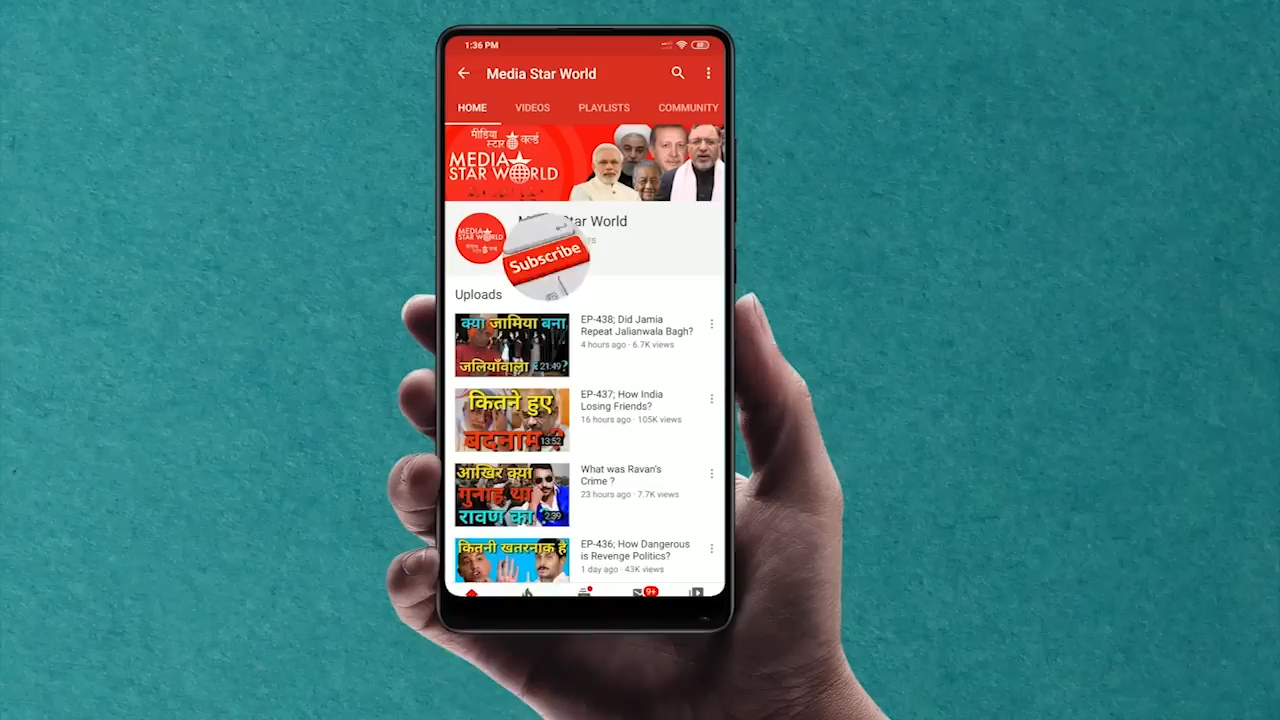 1:36 PM
69
Media Star World
HOME VIDEOS PLAYLISTS COMMUNITY
मीडिया
स्टार वर्ल्ड
MEDIA
STAR WORLD
MEDIA
STAR WORLD
Star World
Subscribe
Uploads
क्या जामिया बना
जलियाँवाला
21:49
EP-438; Did Jamia
Repeat Jalianwala Bagh?
4 hours ago · 6.7K views
कितने हुए
बदनाम ?
13:52
EP-437; How India
Losing Friends?
16 hours ago · 105K views
आखिर क्या
गुनाह था
रावण का
2:39
What was Ravan's
Crime ?
23 hours ago · 7.7K views
कितनी खतरनाक है
EP-436; How Dangerous
is Revenge Politics?
1 day ago · 43K views
9+